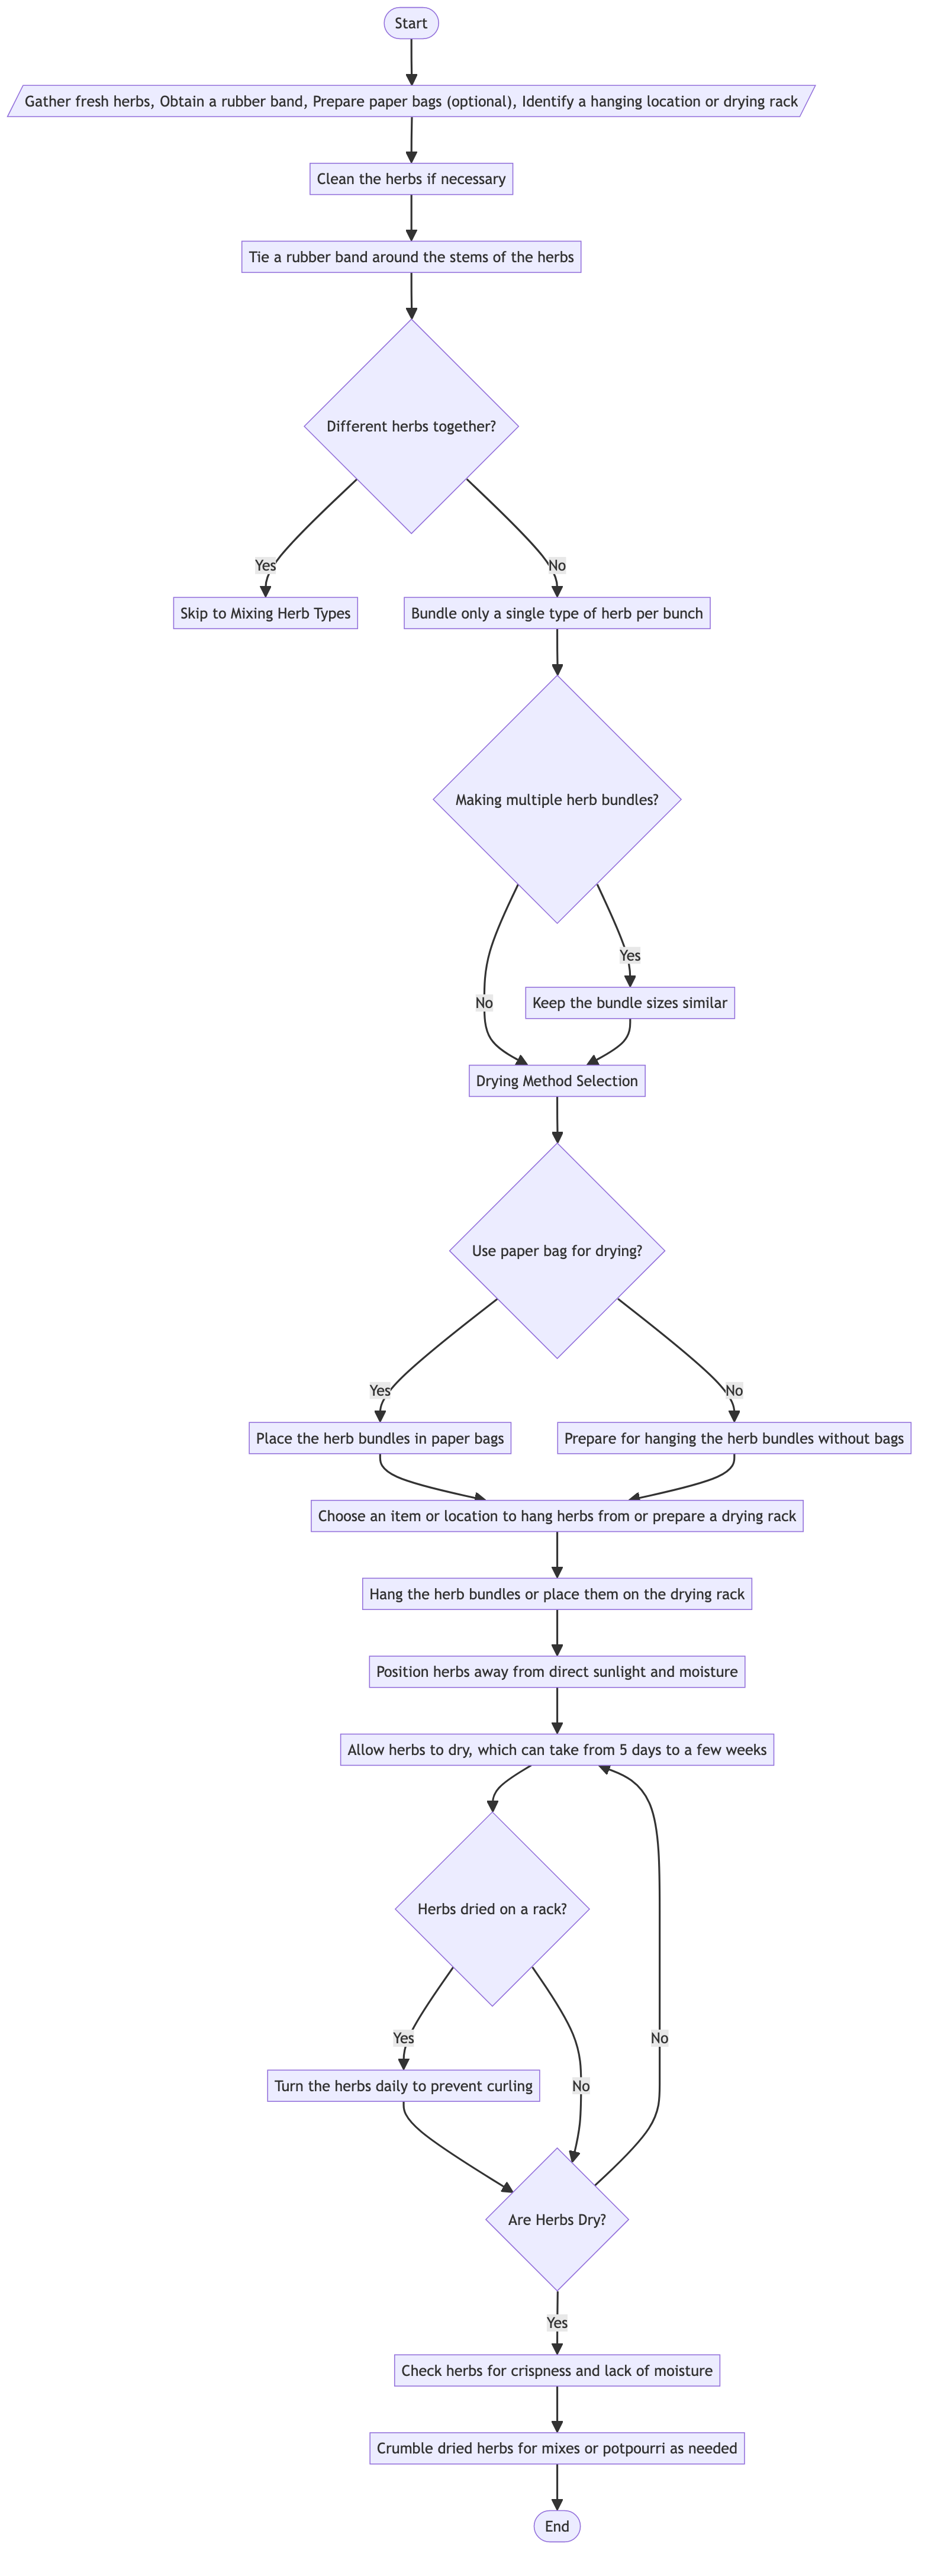 Start
Gather fresh herbs, Obtain a rubber band, Prepare paper bags (optional), Identify a hanging location or drying rack
Clean the herbs if necessary
Tie a rubber band around the stems of the herbs
Different herbs together?
Yes
No
Skip to Mixing Herb Types
Bundle only a single type of herb per bunch
Making multiple herb bundles?
Yes
No
Keep the bundle sizes similar
Drying Method Selection
Use paper bag for drying?
Yes
No
Place the herb bundles in paper bags
Prepare for hanging the herb bundles without bags
Choose an item or location to hang herbs from or prepare a drying rack
Hang the herb bundles or place them on the drying rack
Position herbs away from direct sunlight and moisture
Allow herbs to dry, which can take from 5 days to a few weeks
Herbs dried on a rack?
Yes
No
Turn the herbs daily to prevent curling
No
Are Herbs Dry?
Yes
Check herbs for crispness and lack of moisture
Crumble dried herbs for mixes or potpourri as needed
End